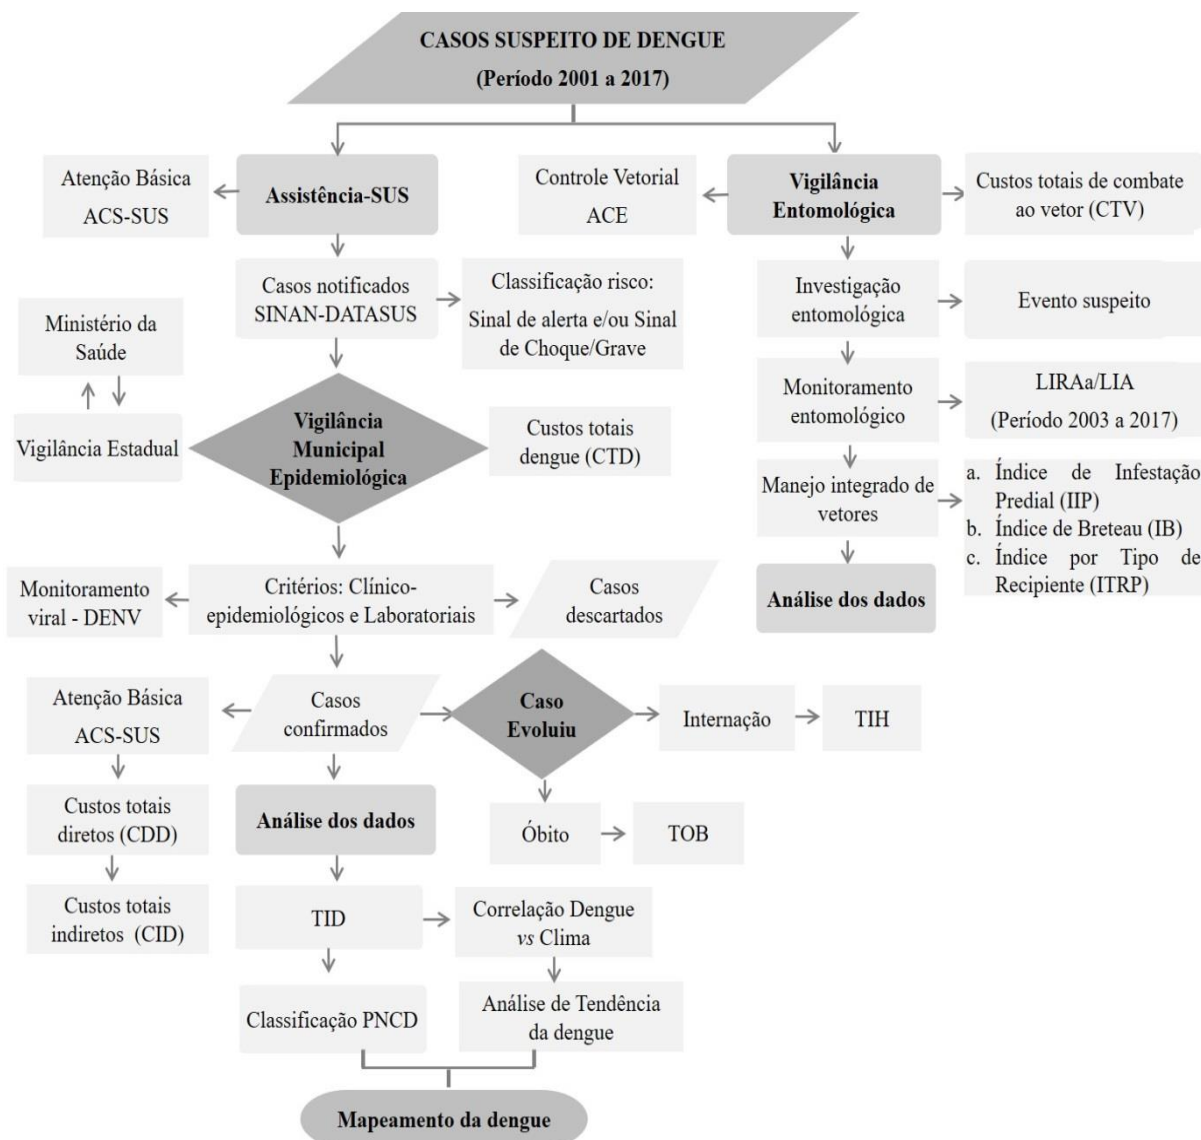 CASOS SUSPEITO DE DENGUE
(Período 2001 a 2017)
Atenção Básica
ACS-SUS
Assistência-SUS
Controle Vetorial
ACE
Vigilância
Entomológica
Custos totais de combate
ao vetor (CTV)
Casos notificados
SINAN-DATASUS
Classificação risco:
Sinal de alerta e/ou Sinal
de Choque/Grave
Investigação
entomológica
Evento suspeito
Ministério da
Saúde
Vigilância Estadual
Vigilância
Municipal
Epidemiológica
Custos totais
dengue (CTD)
Monitoramento
entomológico
LIRAa/LIA
(Período 2003 a 2017)
Manejo integrado de
vetores
a. Índice de Infestação
Predial (IIP)
b. Índice de Breteau (IB)
c. Índice por Tipo de
Recipiente (ITRP)
Análise dos dados
Monitoramento
viral - DENV
Critérios: Clínico-
epidemiológicos e Laboratoriais
Casos
descartados
Atenção Básica
ACS-SUS
Casos
confirmados
Caso
Evoluiu
Internação
TIH
Custos totais
diretos (CDD)
Análise dos dados
Óbito
TOB
Custos totais
indiretos (CID)
TID
Correlação Dengue
vs Clima
Classificação PNCD
Análise de Tendência
da dengue
Mapeamento da dengue